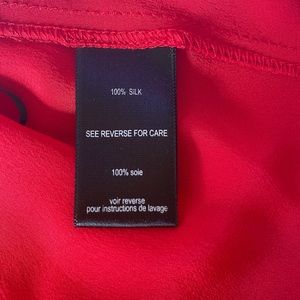 100% SILK
SEE REVERSE FOR CARE
100% soie
voir reverse
pour instructions de lavage